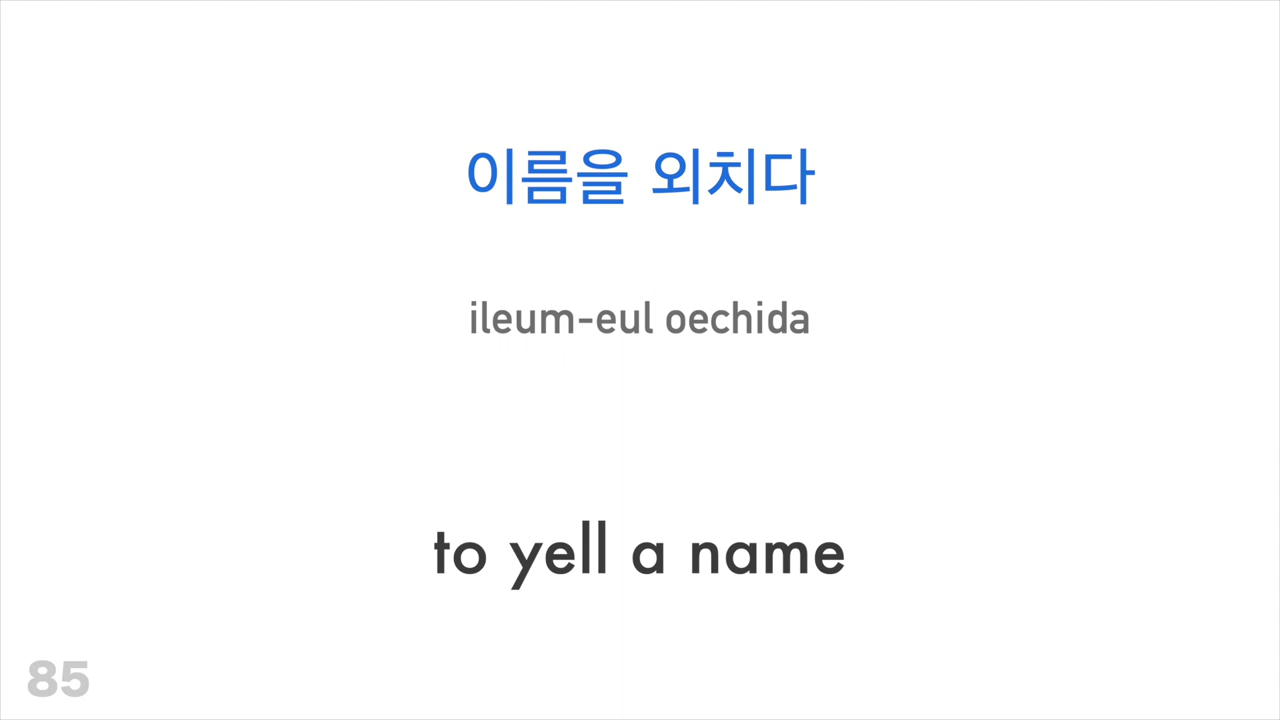 이름을 외치다
ileum-eul oechida
to yell a name
85